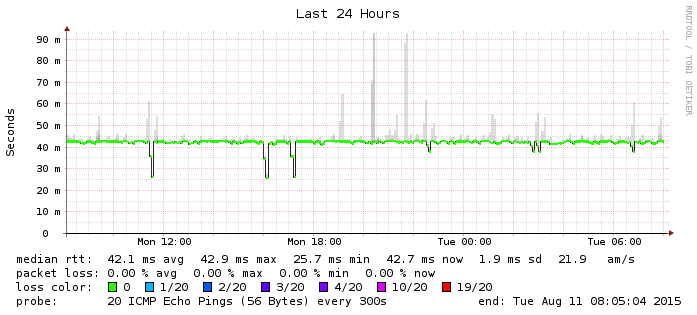 Last 24 Hours
RRDTOOL / TOBI OETIKER
Seconds
90 m
80 m
70 m
60 m
50 m
40 m
30 m
20 m
10 m
0
Mon 12:00 Mon 18:00 Tue 00:00 Tue 06:00
median rtt: 42.1 ms avg 42.9 ms max 25.7 ms min 42.7 ms now 1.9 ms sd 21.9 am/s
packet loss: 0.00 % avg 0.00 % max 0.00 % min 0.00 % now
loss color: 0 1/20 2/20 3/20 4/20 10/20 19/20
probe: 20 ICMP Echo Pings (56 Bytes) every 300s end: Tue Aug 11 08:05:04 2015